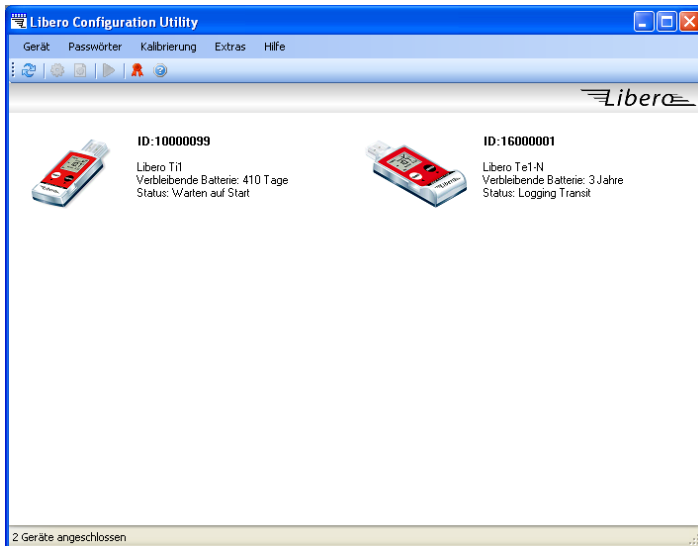 Libero Configuration Utility
Gerät Passwörter Kalibrierung Extras Hilfe
Libero
ID:10000099
Libero Ti1
Verbleibende Batterie: 410 Tage
Status: Warten auf Start
ID:16000001
Libero Te1-N
Verbleibende Batterie: 3 Jahre
Status: Logging Transit
2 Geräte angeschlossen